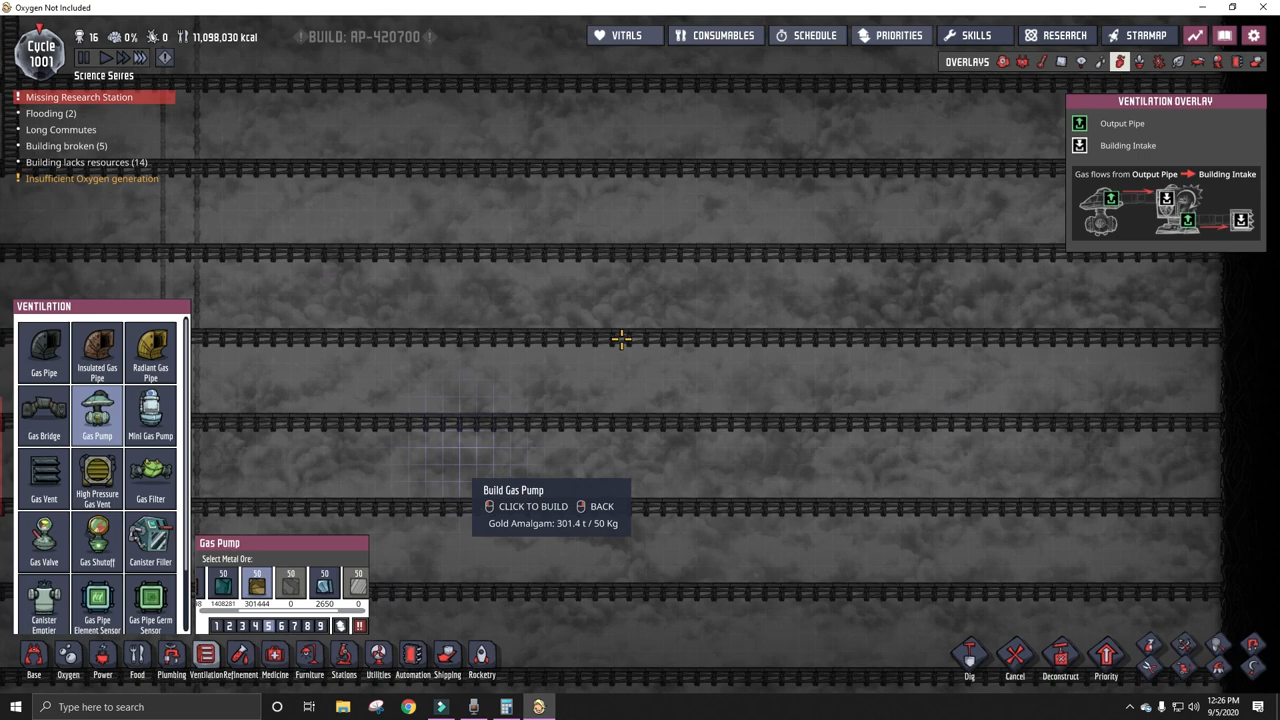 Oxygen Not Included
Cycle
1001
16
0%
0
11,098,030 kcal
BUILD: AP-420700
Science Seires
VITALS
CONSUMABLES
SCHEDULE
PRIORITIES
SKILLS
RESEARCH
STARMAP
OVERLAYS
! Missing Research Station
• Flooding (2)
• Long Commutes
• Building broken (5)
• Building lacks resources (14)
! Insufficient Oxygen generation
VENTILATION OVERLAY
Output Pipe
Building Intake
Gas flows from Output Pipe Building Intake
VENTILATION
Gas Pipe
Insulated Gas Pipe
Radiant Gas Pipe
Gas Bridge
Gas Pump
Mini Gas Pump
Gas Vent
High Pressure Gas Vent
Gas Filter
Gas Valve
Gas Shutoff
Canister Filler
Canister Emptier
Gas Pipe Element Sensor
Gas Pipe Germ Sensor
Build Gas Pump
CLICK TO BUILD BACK
Gold Amalgam: 301.4 t / 50 Kg
Gas Pump
Select Metal Ore:
50 50 50 50 50
1408281 301444 0 2650 0
1 2 3 4 5 6 7 8 9 !!
Base
Oxygen
Power
Food
Plumbing
Ventilation
Refinement
Medicine
Furniture
Stations
Utilities
Automation
Shipping
Rocketry
Dig
Cancel
Deconstruct
Priority
Type here to search
12:26 PM
9/5/2020